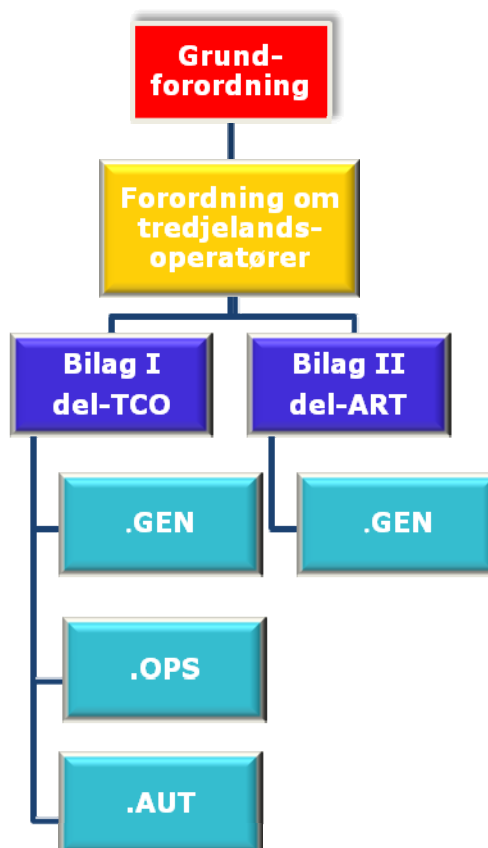 Grund-
forordning
Forordning om
tredjelands-
operatører
Bilag I
del-TCO
Bilag II
del-ART
.GEN
.GEN
.OPS
.AUT